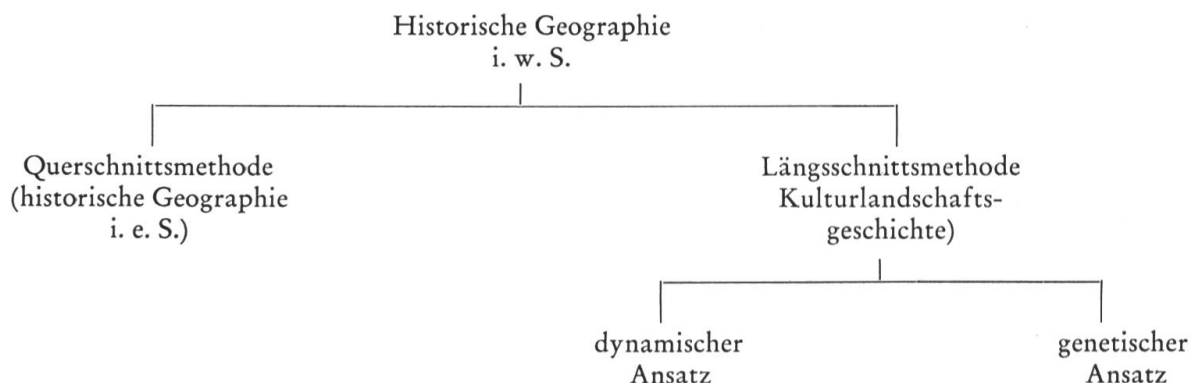 Historische Geographie
i. w. S.
Querschnittsmethode
(historische Geographie
i. e. S.)
Längsschnittsmethode
Kulturlandschafts-
geschichte)
dynamischer
Ansatz
genetischer
Ansatz